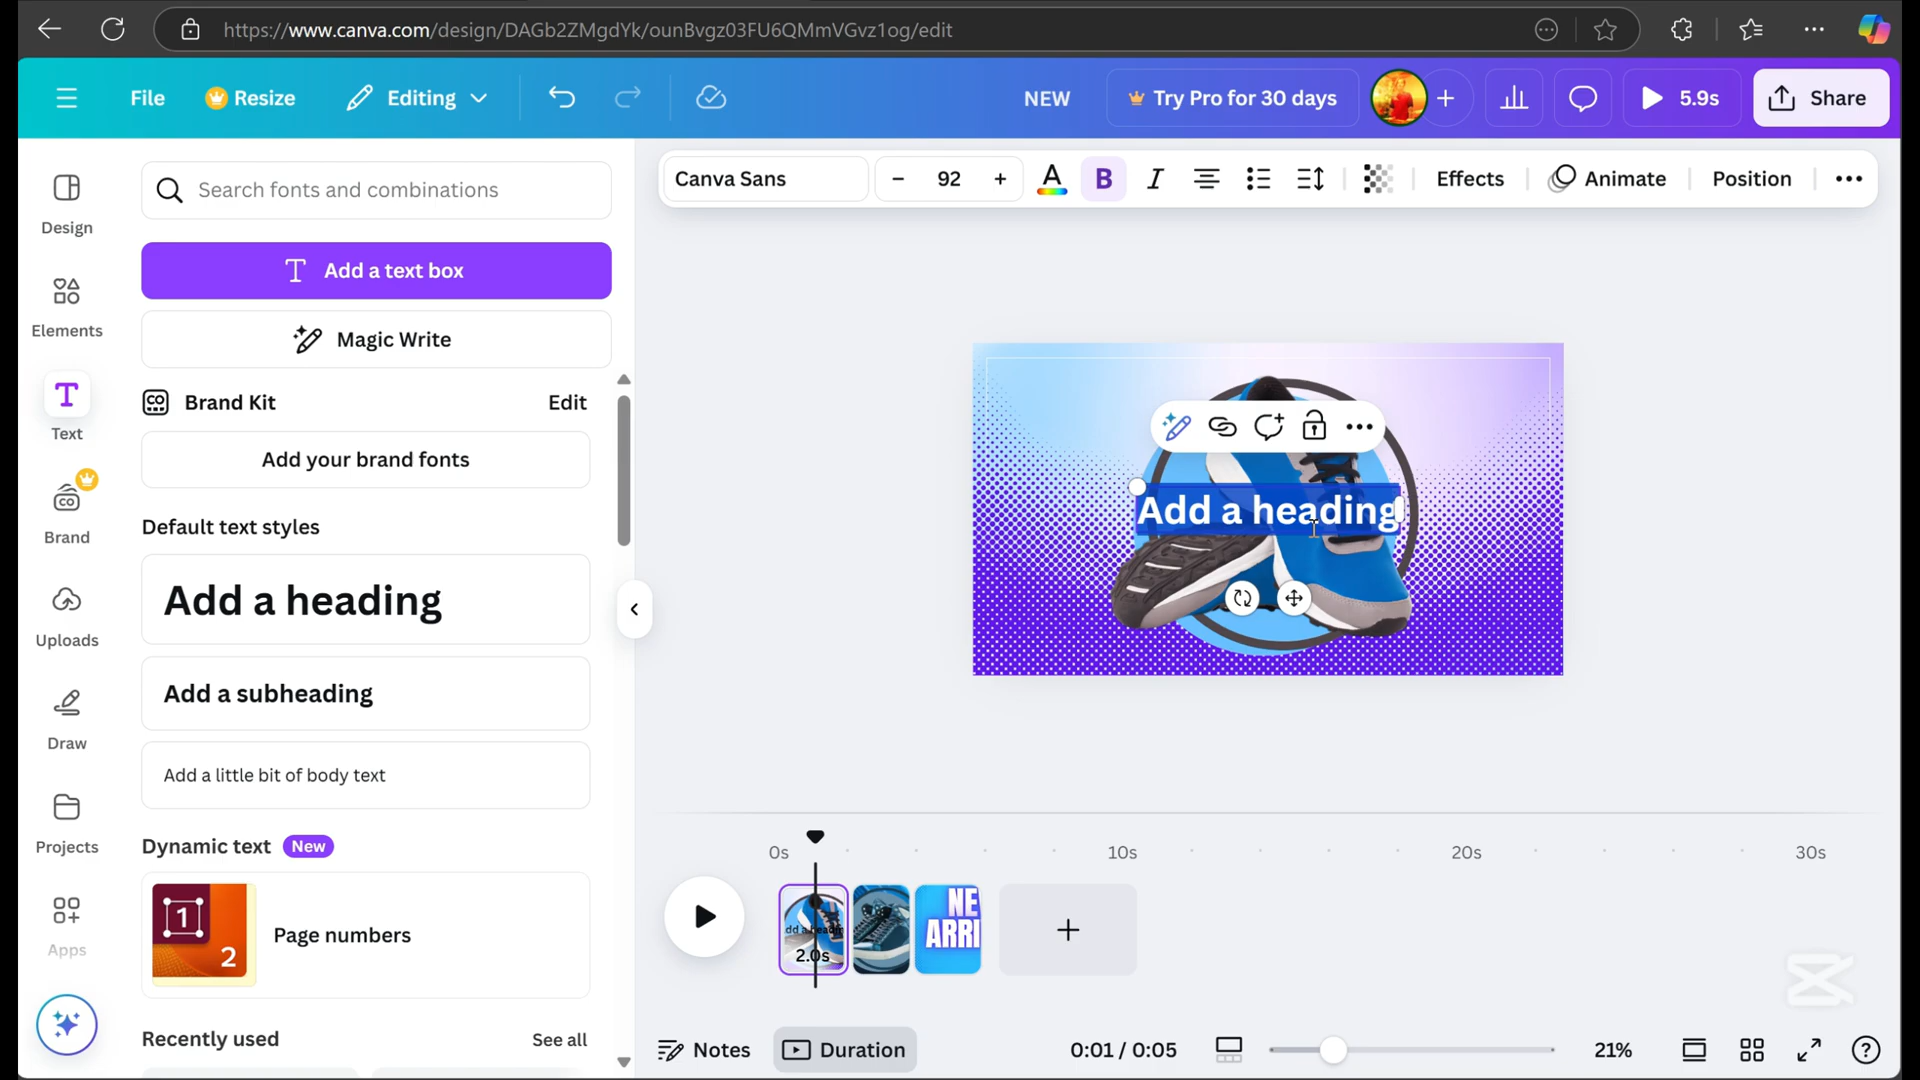 https://www.canva.com/design/DAGb2ZMgdYk/ounBvgz03FU6QMmVGvz1og/edit
File
Resize
Editing
NEW
Try Pro for 30 days
5.9s
Share
Design
Elements
Text
Brand
Uploads
Draw
Projects
Apps
Search fonts and combinations
Add a text box
Magic Write
Brand Kit
Edit
Add your brand fonts
Default text styles
Add a heading
Add a subheading
Add a little bit of body text
Dynamic text New
1
2
Page numbers
Recently used
See all
Canva Sans
92
A
B
I
Effects
Animate
Position
Add a heading
0s
10s
20s
30s
2.0s
NE
ARRI
Notes
Duration
0:01 / 0:05
21%